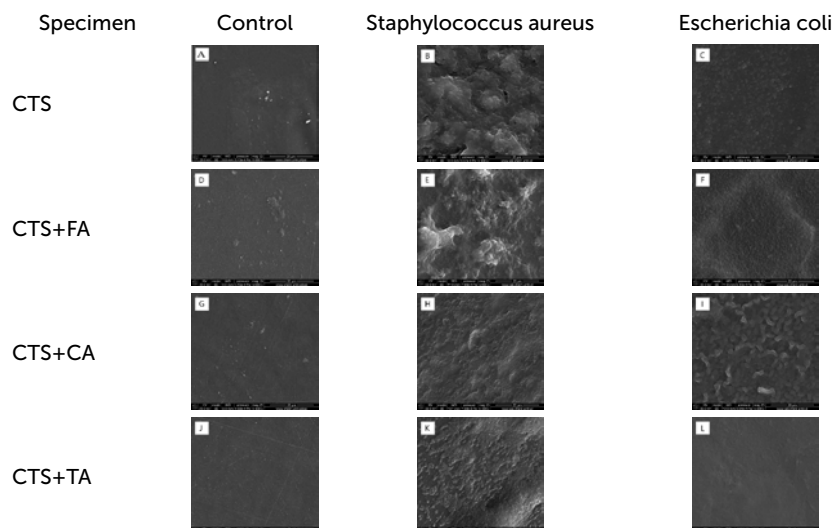 Specimen Control Staphylococcus aureus Escherichia coli
A B C
CTS
D E F
CTS+FA
G H I
CTS+CA
J K L
CTS+TA